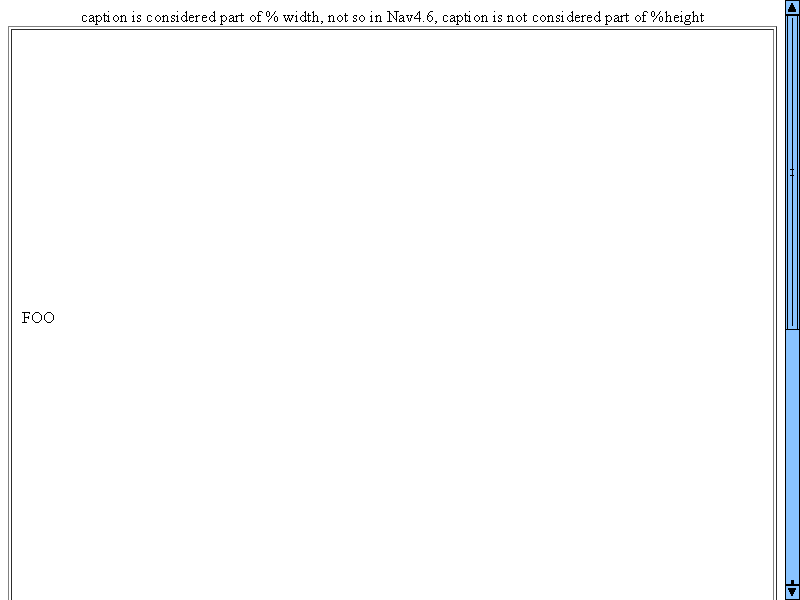 caption is considered part of % width, not so in Nav4.6, caption is not considered part of %height
FOO